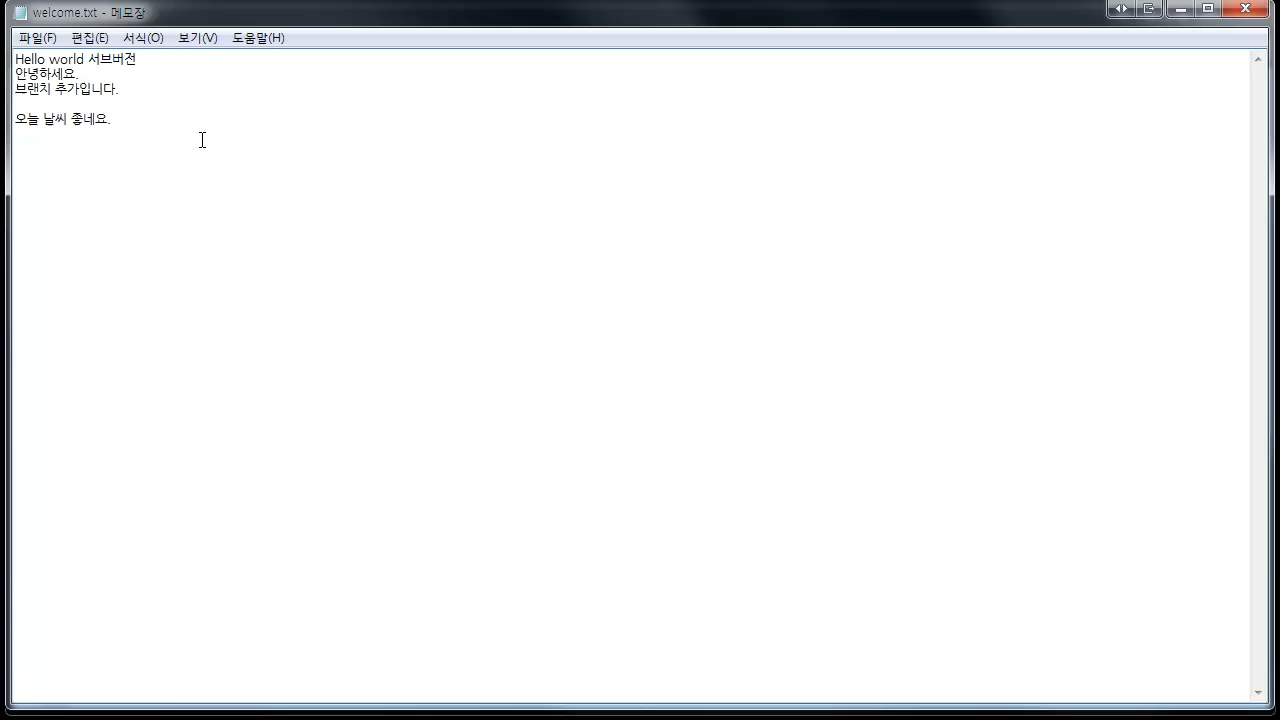 welcome.txt - 메모장
파일(F) 편집(E) 서식(O) 보기(V) 도움말(H)
Hello world 서브버전
안녕하세요.
브랜치 추가입니다.
오늘 날씨 좋네요.